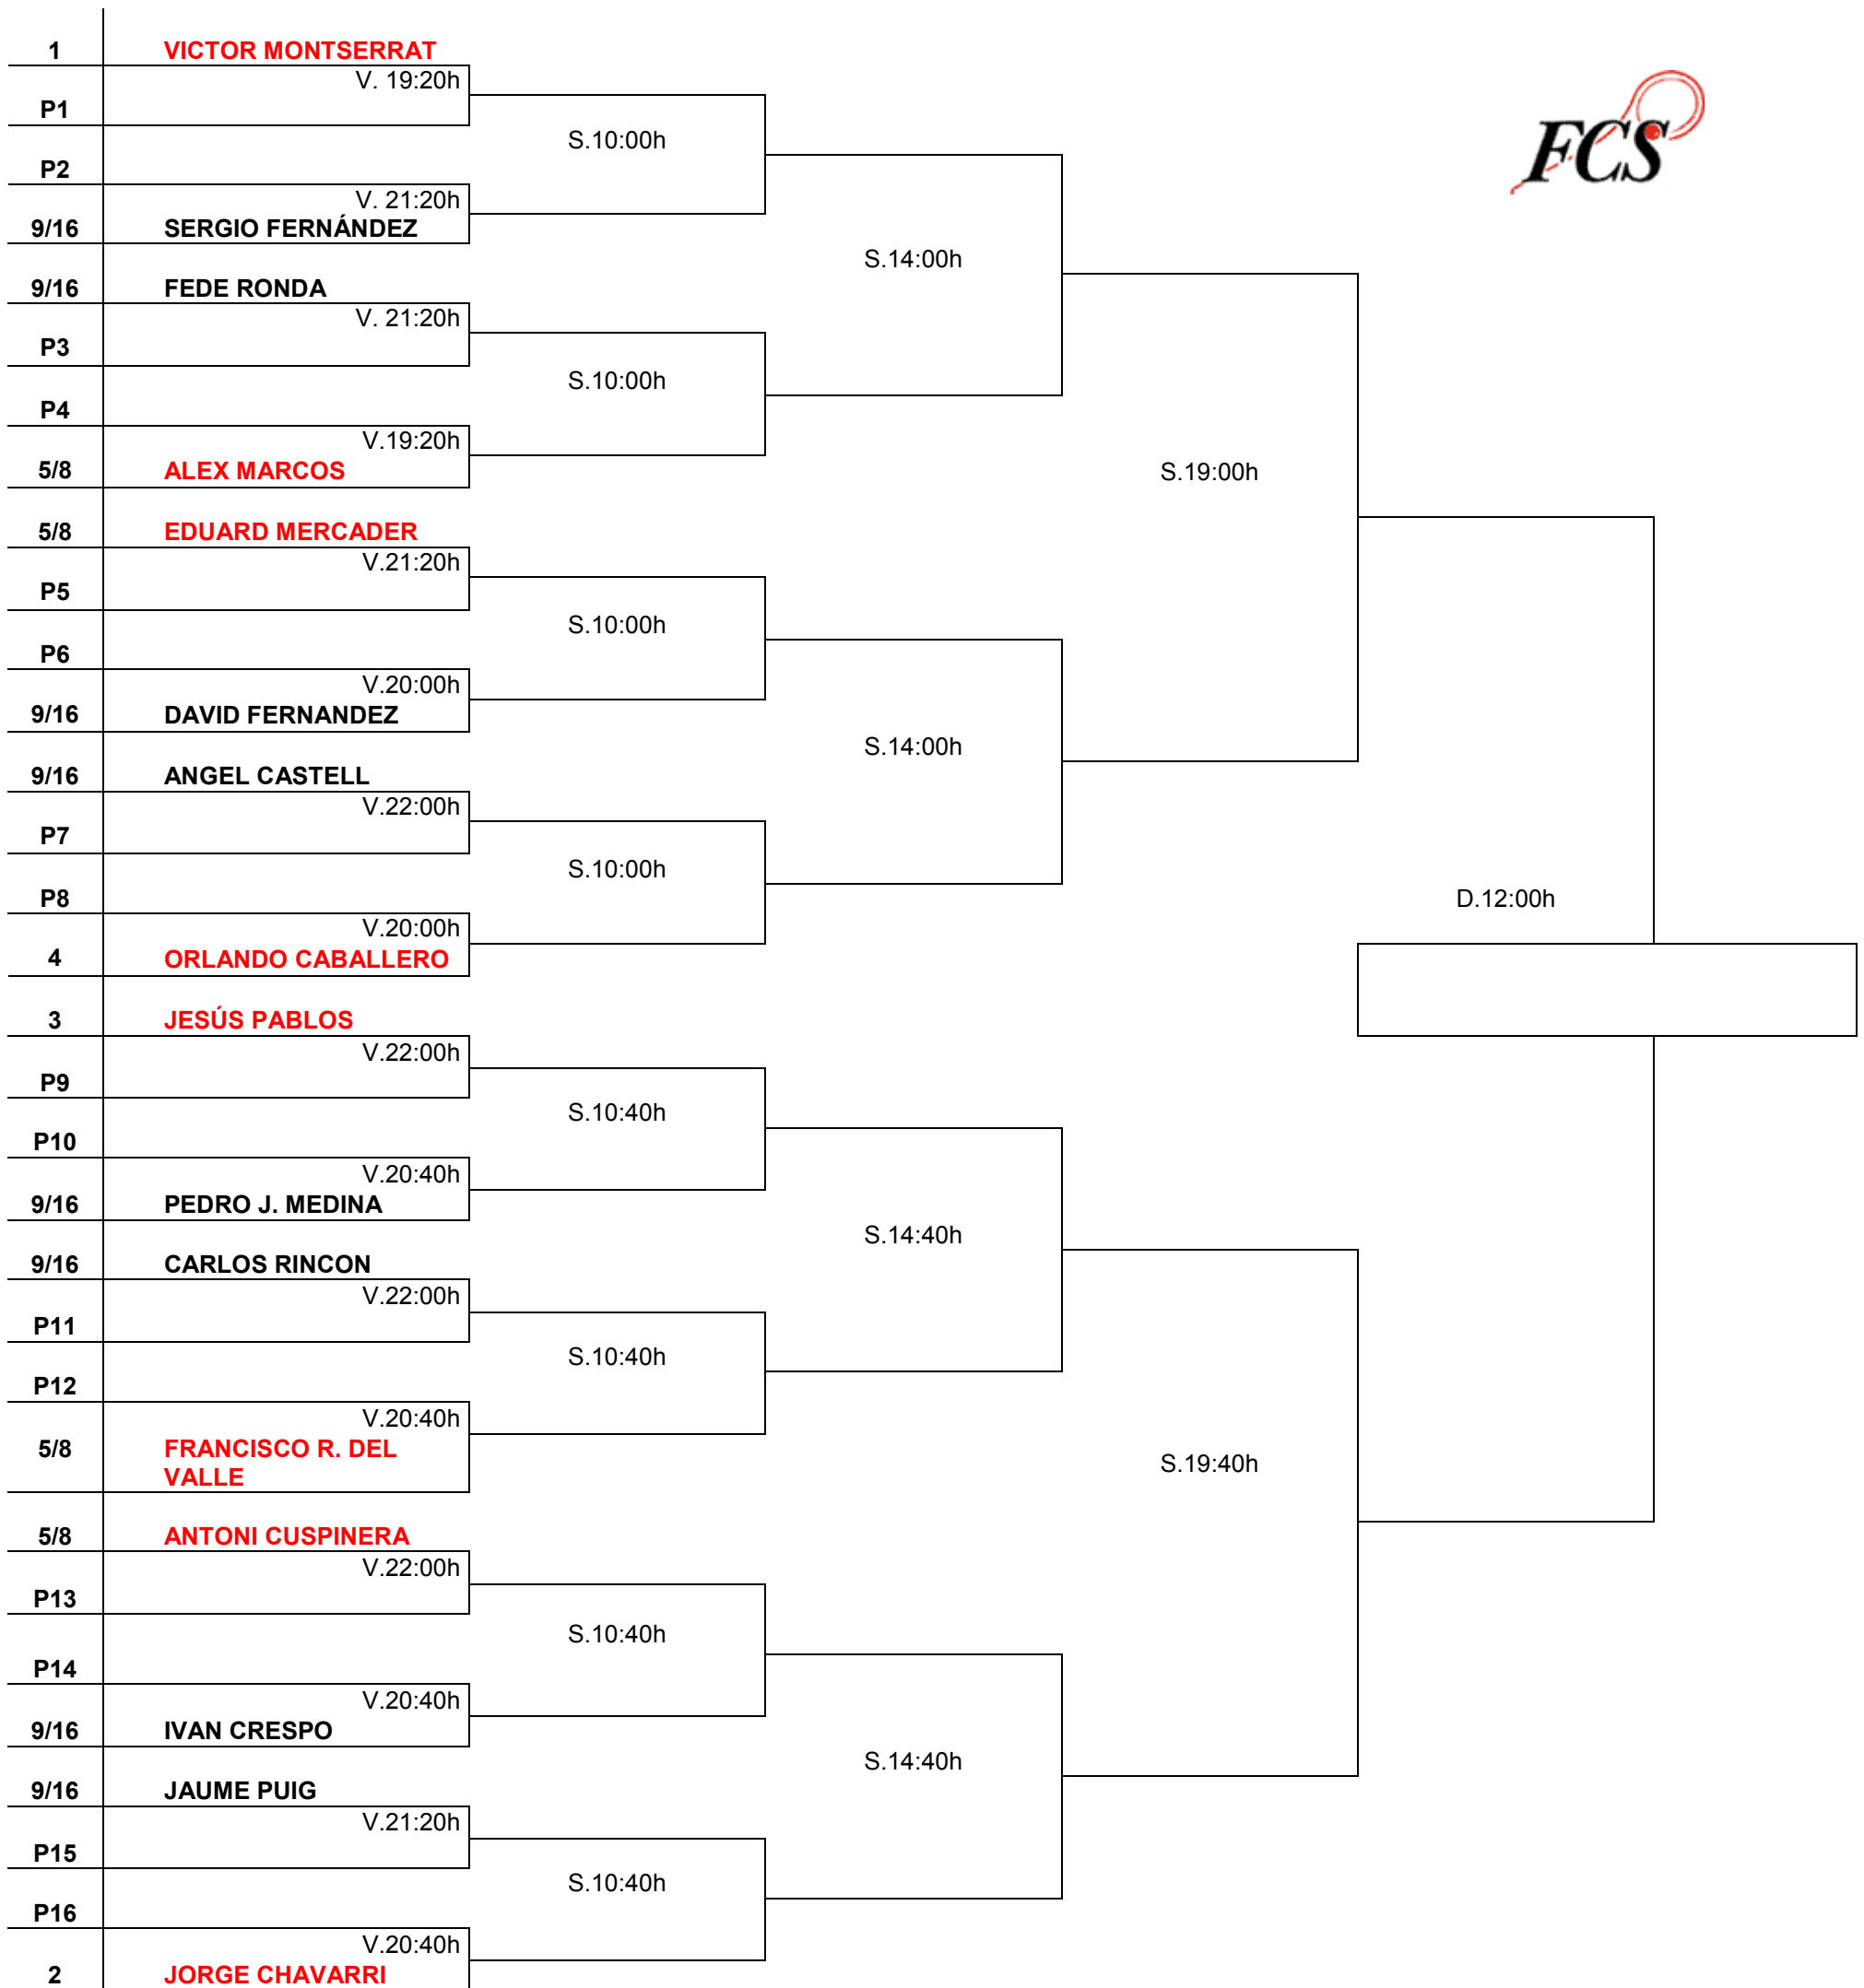 1 VICTOR MONTSERRAT
V. 19:20h
P1
S.10:00h
P2
V. 21:20h
9/16 SERGIO FERNÁNDEZ
S.14:00h
9/16 FEDE RONDA
V. 21:20h
P3
S.10:00h
P4
V.19:20h
5/8 ALEX MARCOS
S.19:00h
5/8 EDUARD MERCADER
V.21:20h
P5
S.10:00h
P6
V.20:00h
9/16 DAVID FERNANDEZ
S.14:00h
9/16 ANGEL CASTELL
V.22:00h
P7
S.10:00h
P8
D.12:00h
V.20:00h
4 ORLANDO CABALLERO
3 JESÚS PABLOS
V.22:00h
P9
S.10:40h
P10
V.20:40h
9/16 PEDRO J. MEDINA
S.14:40h
9/16 CARLOS RINCON
V.22:00h
P11
S.10:40h
P12
V.20:40h
5/8 FRANCISCO R. DEL
VALLE
S.19:40h
5/8 ANTONI CUSPINERA
V.22:00h
P13
S.10:40h
P14
V.20:40h
9/16 IVAN CRESPO
S.14:40h
9/16 JAUME PUIG
V.21:20h
P15
S.10:40h
P16
V.20:40h
2 JORGE CHAVARRI
FCS